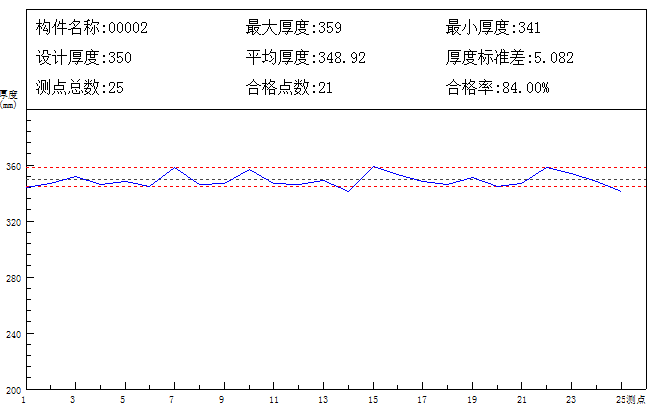 构件名称:00002 最大厚度:359 最小厚度:341
设计厚度:350 平均厚度:348.92 厚度标准差:5.082
测点总数:25 合格点数:21 合格率:84.00%
厚度
(mm)
360
320
280
240
200
1 3 5 7 9 11 13 15 17 19 21 23 25测点